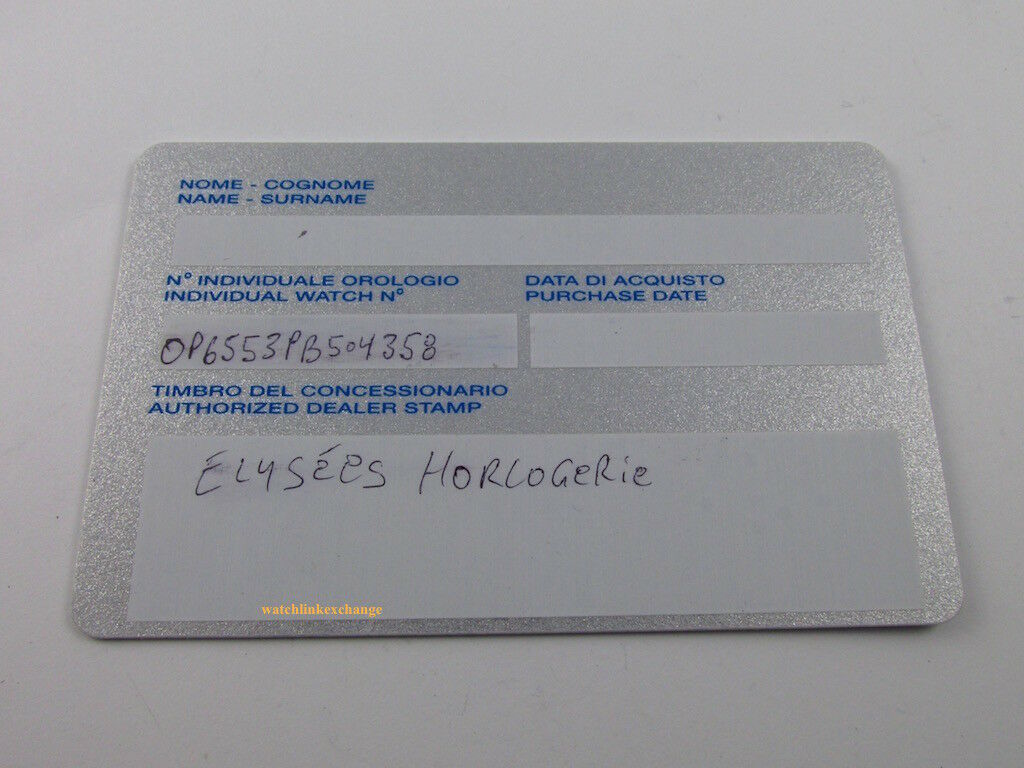 NOME - COGNOME
NAME - SURNAME
N° INDIVIDUALE OROLOGIO
INDIVIDUAL WATCH N°
DATA DI ACQUISTO
PURCHASE DATE
OP6553PB504358
TIMBRO DEL CONCESSIONARIO
AUTHORIZED DEALER STAMP
ÉLYSÉES HORLOGERIE
watchlinkexchange